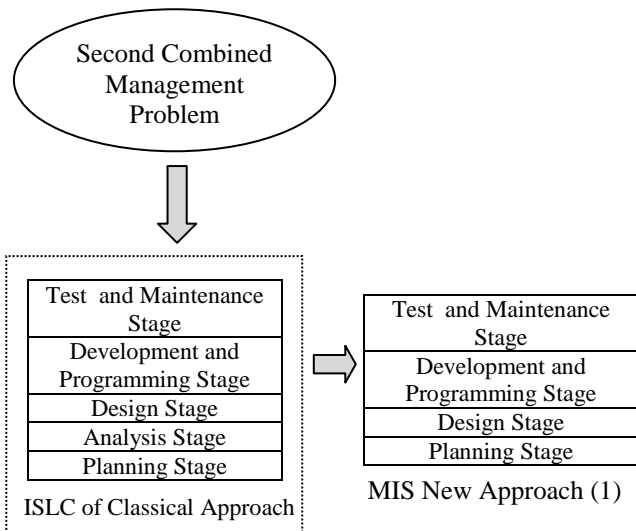 Second Combined
Management
Problem
Test and Maintenance
Stage
Development and
Programming Stage
Design Stage
Analysis Stage
Planning Stage
ISLC of Classical Approach
Test and Maintenance
Stage
Development and
Programming Stage
Design Stage
Planning Stage
MIS New Approach (1)